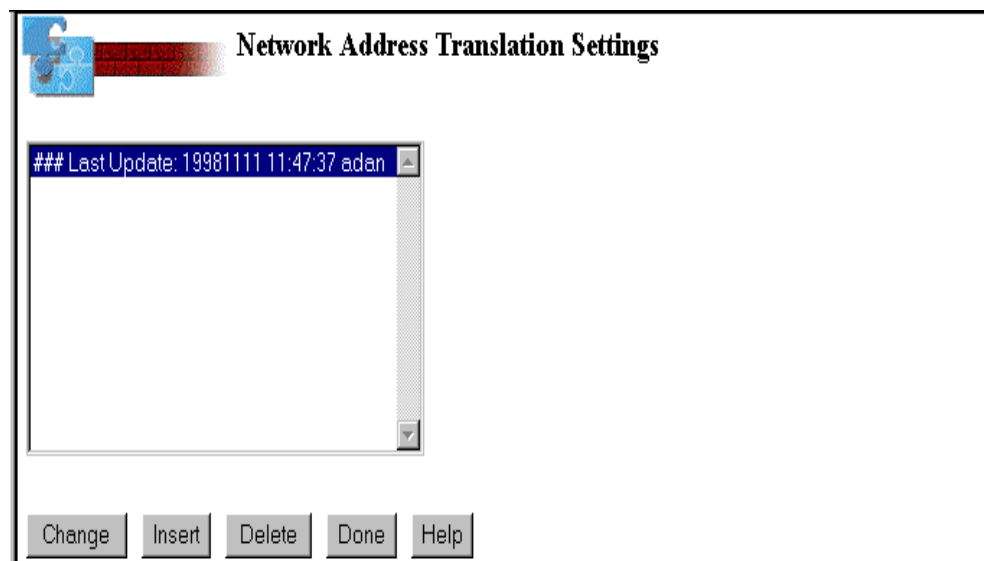 Network Address Translation Settings
### Last Update: 19981111 11:47:37 adan
Change Insert Delete Done Help